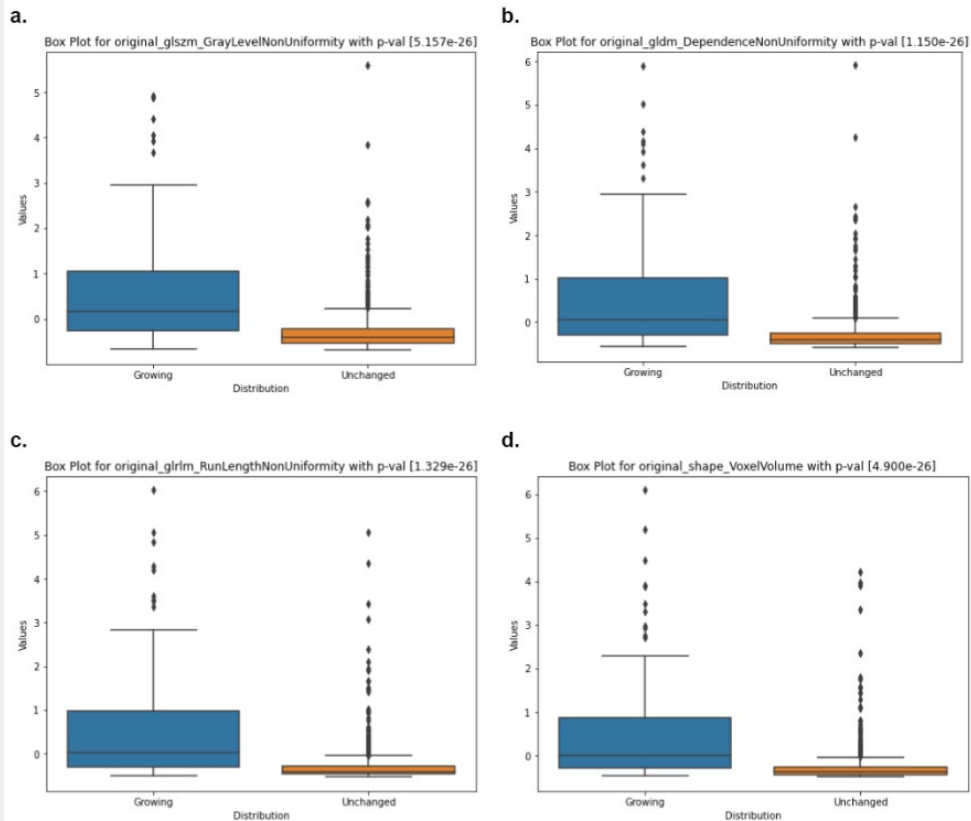 a.
Box Plot for original_glszm_GrayLevelNonUniformity with p-val [5.157e-26]
5
4
3
2
1
0
Values
Growing
Unchanged
Distribution
b.
Box Plot for original_gldm_DependenceNonUniformity with p-val [1.150e-26]
6
5
4
3
2
1
0
Values
Growing
Unchanged
Distribution
c.
Box Plot for original_glrlm_RunLengthNonUniformity with p-val [1.329e-26]
6
5
4
3
2
1
0
Values
Growing
Unchanged
Distribution
d.
Box Plot for original_shape_VoxelVolume with p-val [4.900e-26]
6
5
4
3
2
1
0
Values
Growing
Unchanged
Distribution